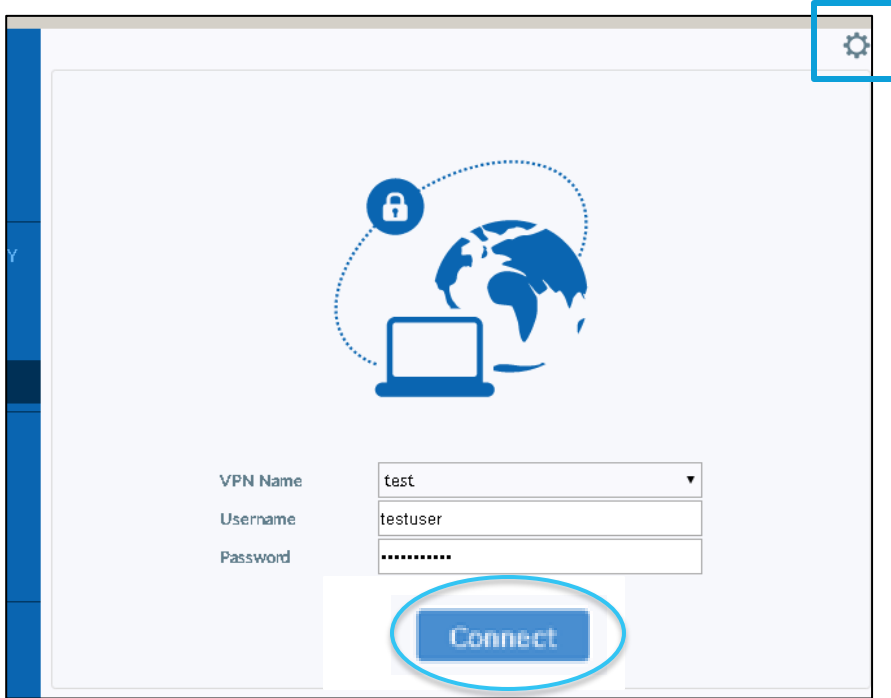 Y
VPN Name test
Username testuser
Password •••••••••••
Connect